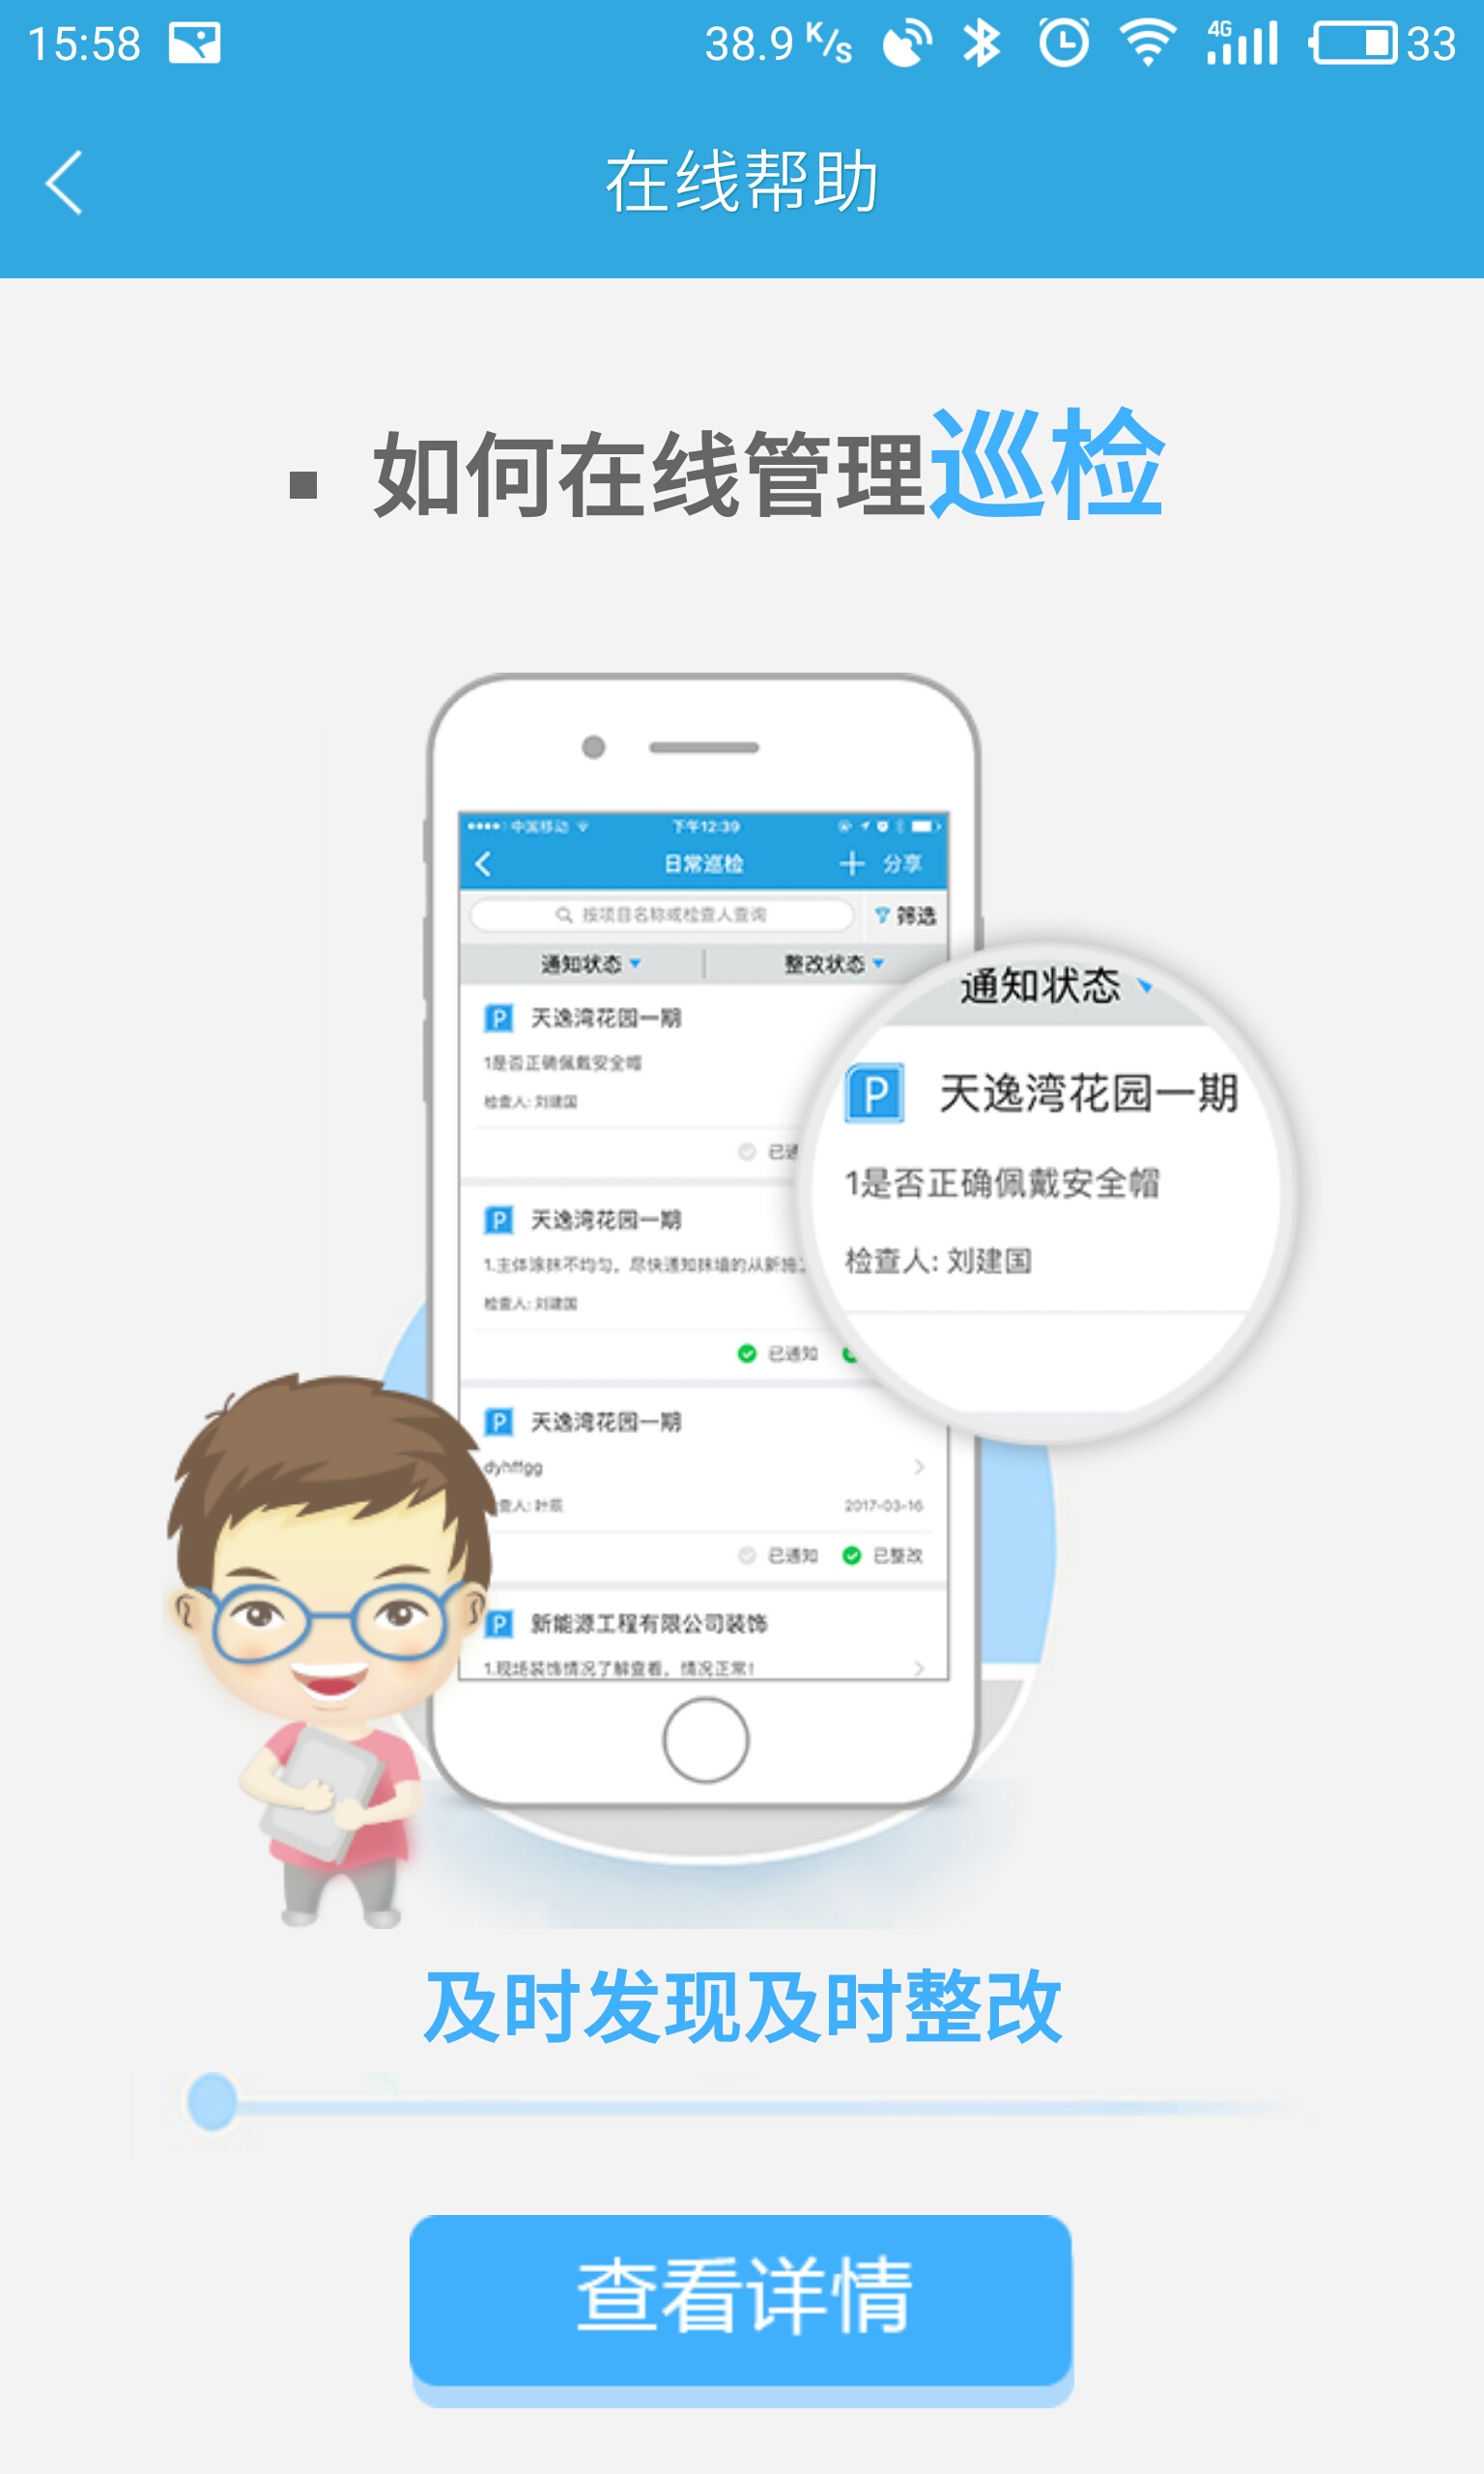 15:58 38.9 K/s 4G 33
在线帮助
▪ 如何在线管理巡检
中国移动 下午12:39
日常巡检 分享
按项目名称或检查人查询 筛选
通知状态 整改状态
P 天逸湾花园一期
1是否正确佩戴安全帽
检查人: 刘建国
已通
通知状态
P 天逸湾花园一期
1是否正确佩戴安全帽
检查人: 刘建国
P 天逸湾花园一期
1.主体涂抹不均匀，尽快通知抹墙的从新施
检查人: 刘建国
已通知
P 天逸湾花园一期
dyhffgg
查人: 叶辰 2017-03-16
已通知 已整改
P 新能源工程有限公司装饰
1.现场装饰情况了解查看，情况正常!
及时发现及时整改
查看详情